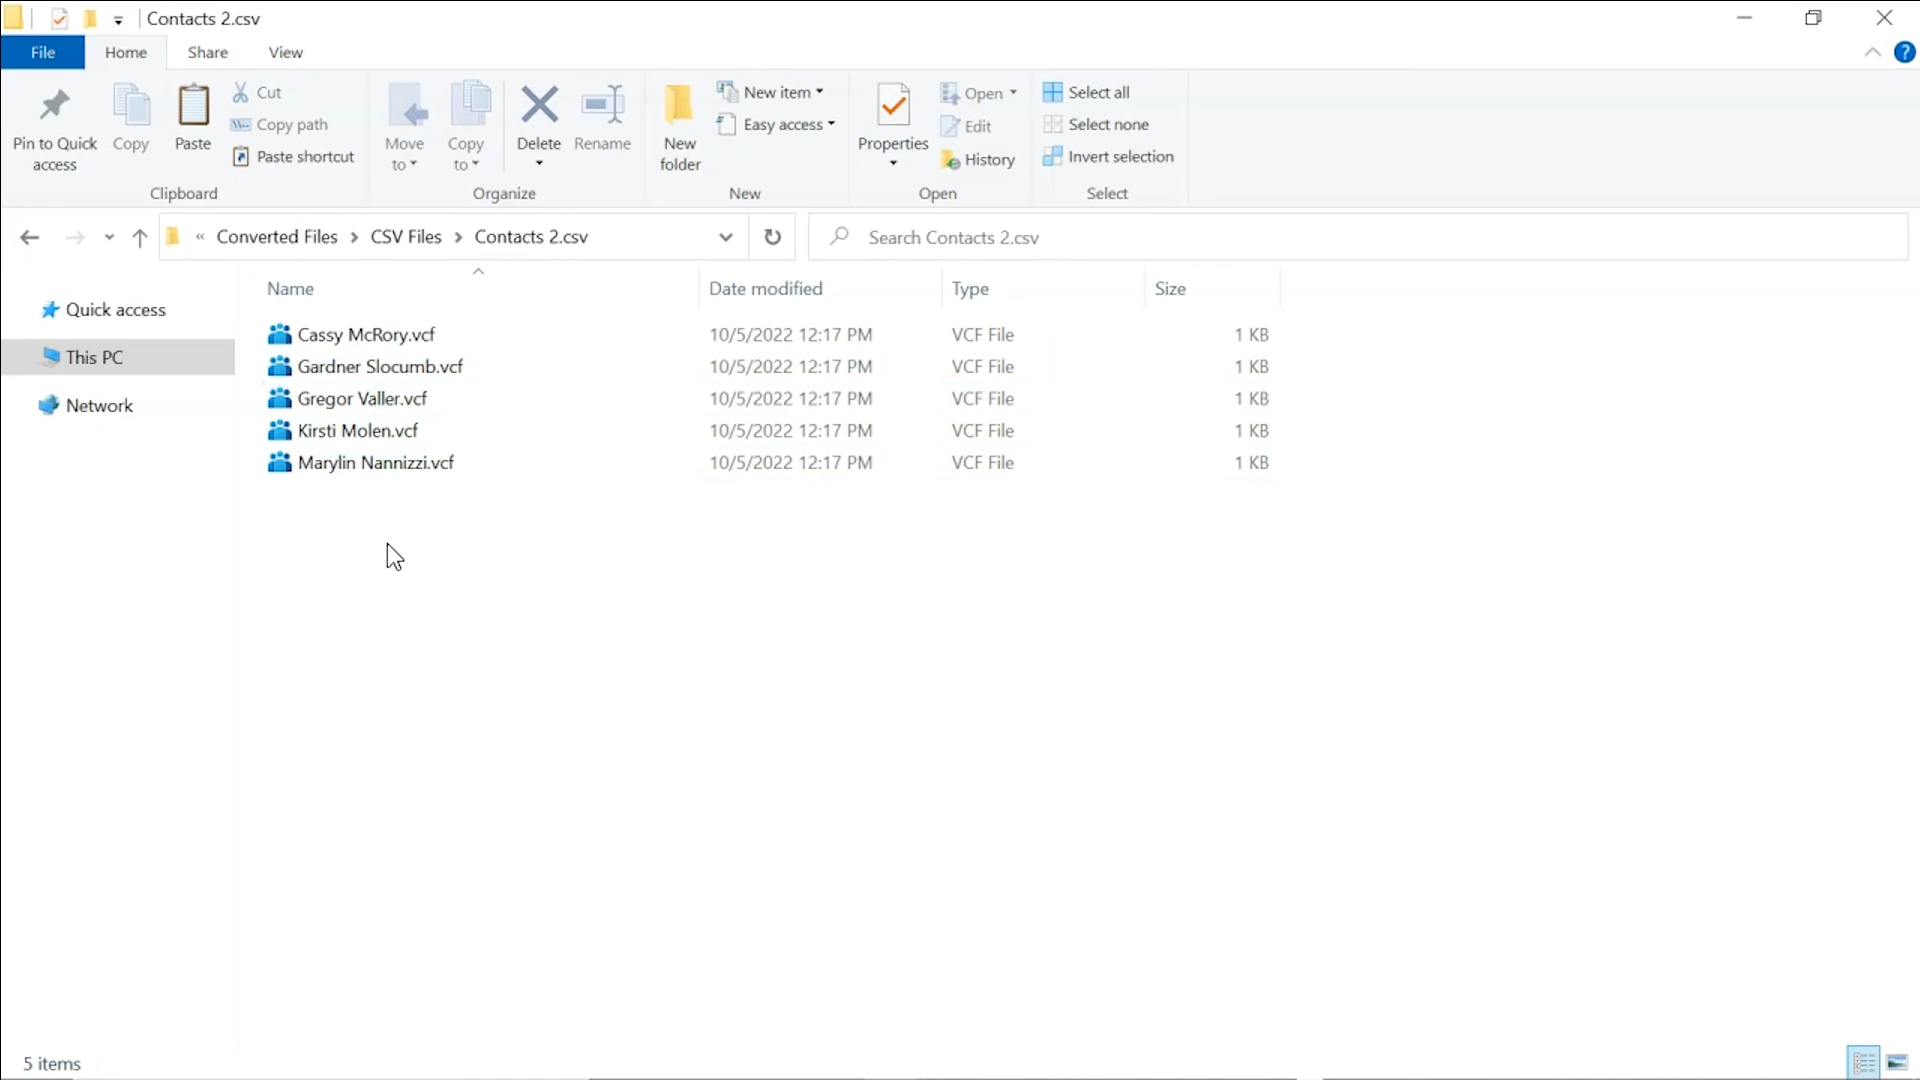 Contacts 2.csv
File Home Share View
Pin to Quick access
Copy
Paste
Cut
Copy path
Paste shortcut
Clipboard
Move to
Copy to
Delete
Rename
Organize
New folder
New item
Easy access
New
Properties
Open
Edit
History
Open
Select all
Select none
Invert selection
Select
« Converted Files > CSV Files > Contacts 2.csv
Search Contacts 2.csv
Quick access
This PC
Network
Name Date modified Type Size
Cassy McRory.vcf 10/5/2022 12:17 PM VCF File 1 KB
Gardner Slocumb.vcf 10/5/2022 12:17 PM VCF File 1 KB
Gregor Valler.vcf 10/5/2022 12:17 PM VCF File 1 KB
Kirsti Molen.vcf 10/5/2022 12:17 PM VCF File 1 KB
Marylin Nannizzi.vcf 10/5/2022 12:17 PM VCF File 1 KB
5 items